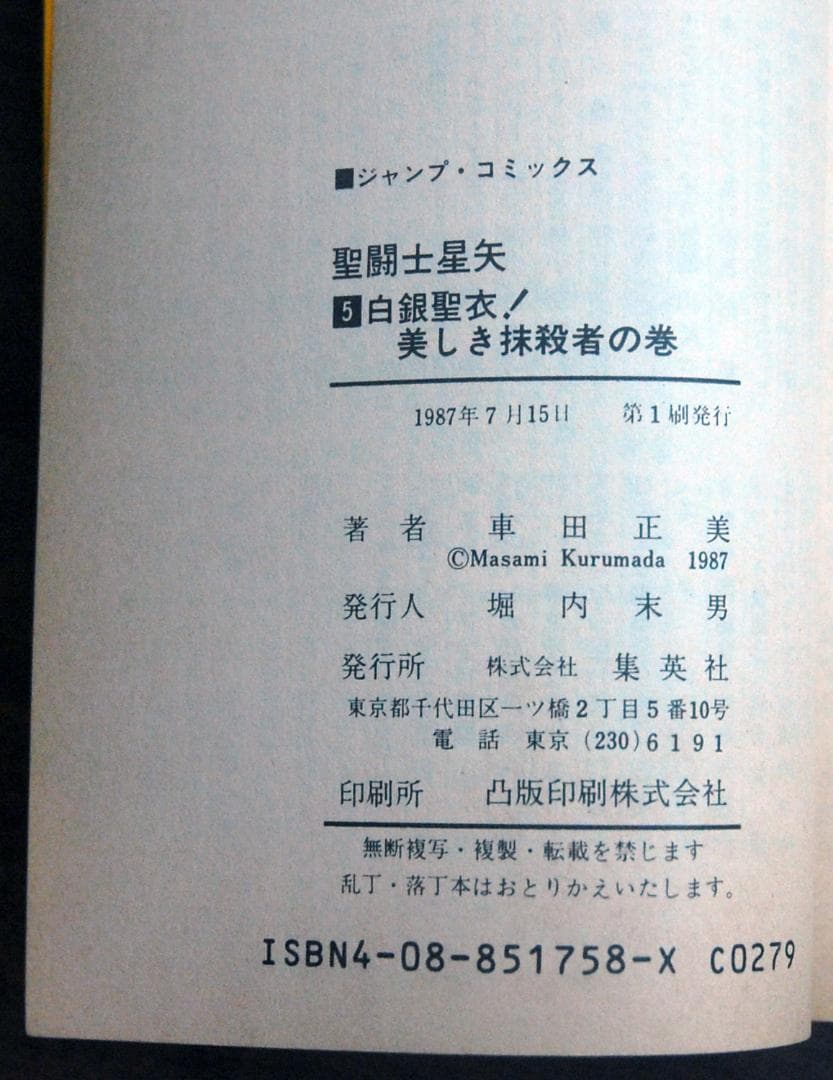 ■ジャンプ・コミックス
聖闘士星矢
5白銀聖衣!
美しき抹殺者の巻
1987年7月15日 第1刷発行
著者 車田正美
©Masami Kurumada 1987
発行人 堀内末男
発行所 株式会社 集英社
東京都千代田区一ツ橋2丁目5番10号
電話 東京(230)6191
印刷所 凸版印刷株式会社
無断複写・複製・転載を禁じます
乱丁・落丁本はおとりかえいたします。
ISBN4-08-851758-X C0279